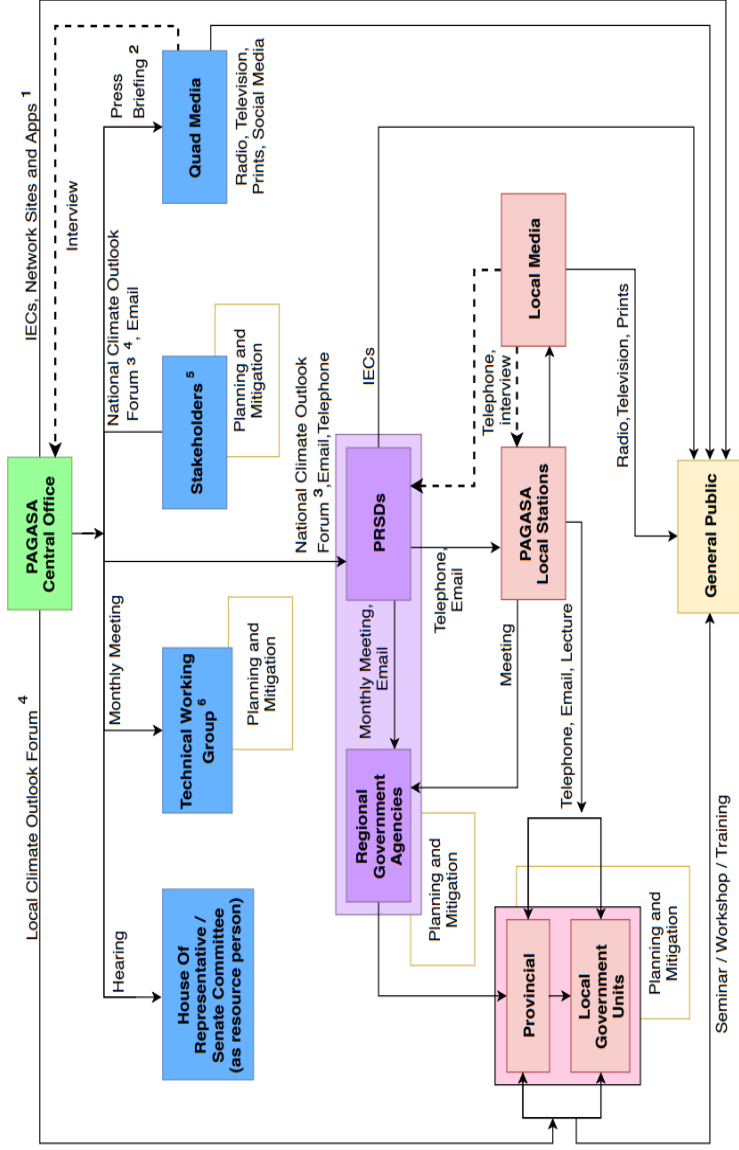 Local Climate Outlook Forum 4
PAGASA
Central Office
IECs, Network Sites and Apps 1
Interview
Hearing
Monthly Meeting
National Climate Outlook
Forum 3 4, Email
Press
Briefing 2
House Of
Representative /
Senate Committee
(as resource person)
Technical Working
Group 6
Planning and
Mitigation
Stakeholders 5
Planning and
Mitigation
Quad Media
Radio, Television,
Prints, Social Media
National Climate Outlook
Forum 3,Email,Telephone
Regional
Government
Agencies
Monthly Meeting,
Email
PRSDs
IECs
Planning and
Mitigation
Telephone,
Email
Telephone,
interview
Meeting
PAGASA
Local Stations
Local Media
Provincial
Local
Government
Units
Telephone, Email, Lecture
Radio,Television, Prints
Planning and
Mitigation
General Public
Seminar / Workshop / Training